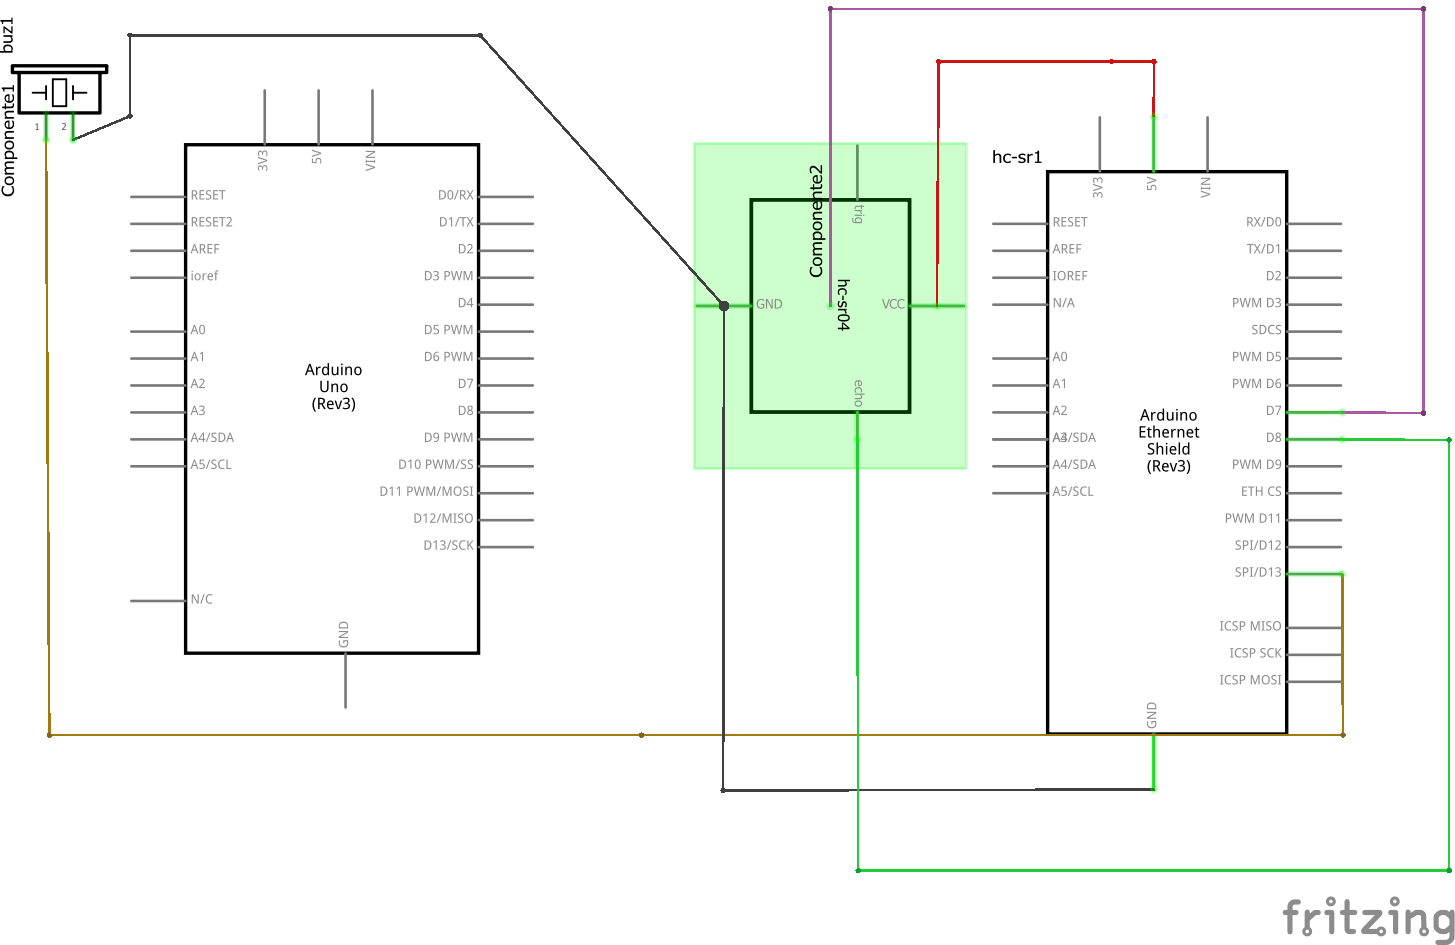 buz1
Componente1
1
2
3V3
5V
VIN
RESET
RESET2
AREF
ioref
A0
A1
A2
A3
A4/SDA
A5/SCL
N/C
Arduino
Uno
(Rev3)
D0/RX
D1/TX
D2
D3 PWM
D4
D5 PWM
D6 PWM
D7
D8
D9 PWM
D10 PWM/SS
D11 PWM/MOSI
D12/MISO
D13/SCK
GND
Componente2
trig
hc-sr04
GND
VCC
echo
hc-sr1
3V3
5V
VIN
RESET
AREF
IOREF
N/A
A0
A1
A2
A4/SDA
A5/SCL
Arduino
Ethernet
Shield
(Rev3)
RX/D0
TX/D1
D2
PWM D3
SDCS
PWM D5
PWM D6
D7
D8
PWM D9
ETH CS
PWM D11
SPI/D12
SPI/D13
ICSP MISO
ICSP SCK
ICSP MOSI
GND
fritzing